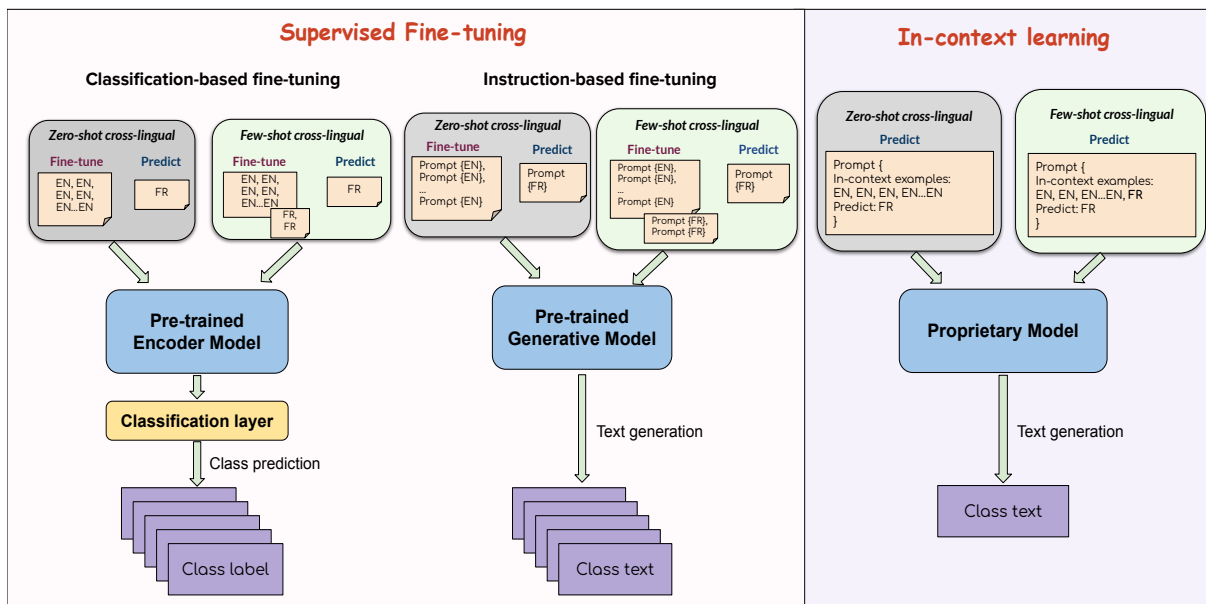 Supervised Fine-tuning
Classification-based fine-tuning
Zero-shot cross-lingual
Fine-tune
Predict
EN, EN,
EN, EN,
EN...EN
FR
Few-shot cross-lingual
Fine-tune
Predict
EN, EN,
EN, EN,
EN...EN
FR,
FR
FR
Pre-trained
Encoder Model
Classification layer
Class prediction
Class label
Instruction-based fine-tuning
Zero-shot cross-lingual
Fine-tune
Predict
Prompt {EN},
Prompt {EN},
...
Prompt {EN}
Prompt
{FR}
Few-shot cross-lingual
Fine-tune
Predict
Prompt {EN},
Prompt {EN},
...
Prompt {EN}
Prompt {FR},
Prompt {FR}
Prompt
{FR}
Pre-trained
Generative Model
Text generation
Class text
In-context learning
Zero-shot cross-lingual
Predict
Prompt {
In-context examples:
EN, EN, EN, EN...EN
Predict: FR
}
Few-shot cross-lingual
Predict
Prompt {
In-context examples:
EN, EN, EN...EN, FR
Predict: FR
}
Proprietary Model
Text generation
Class text